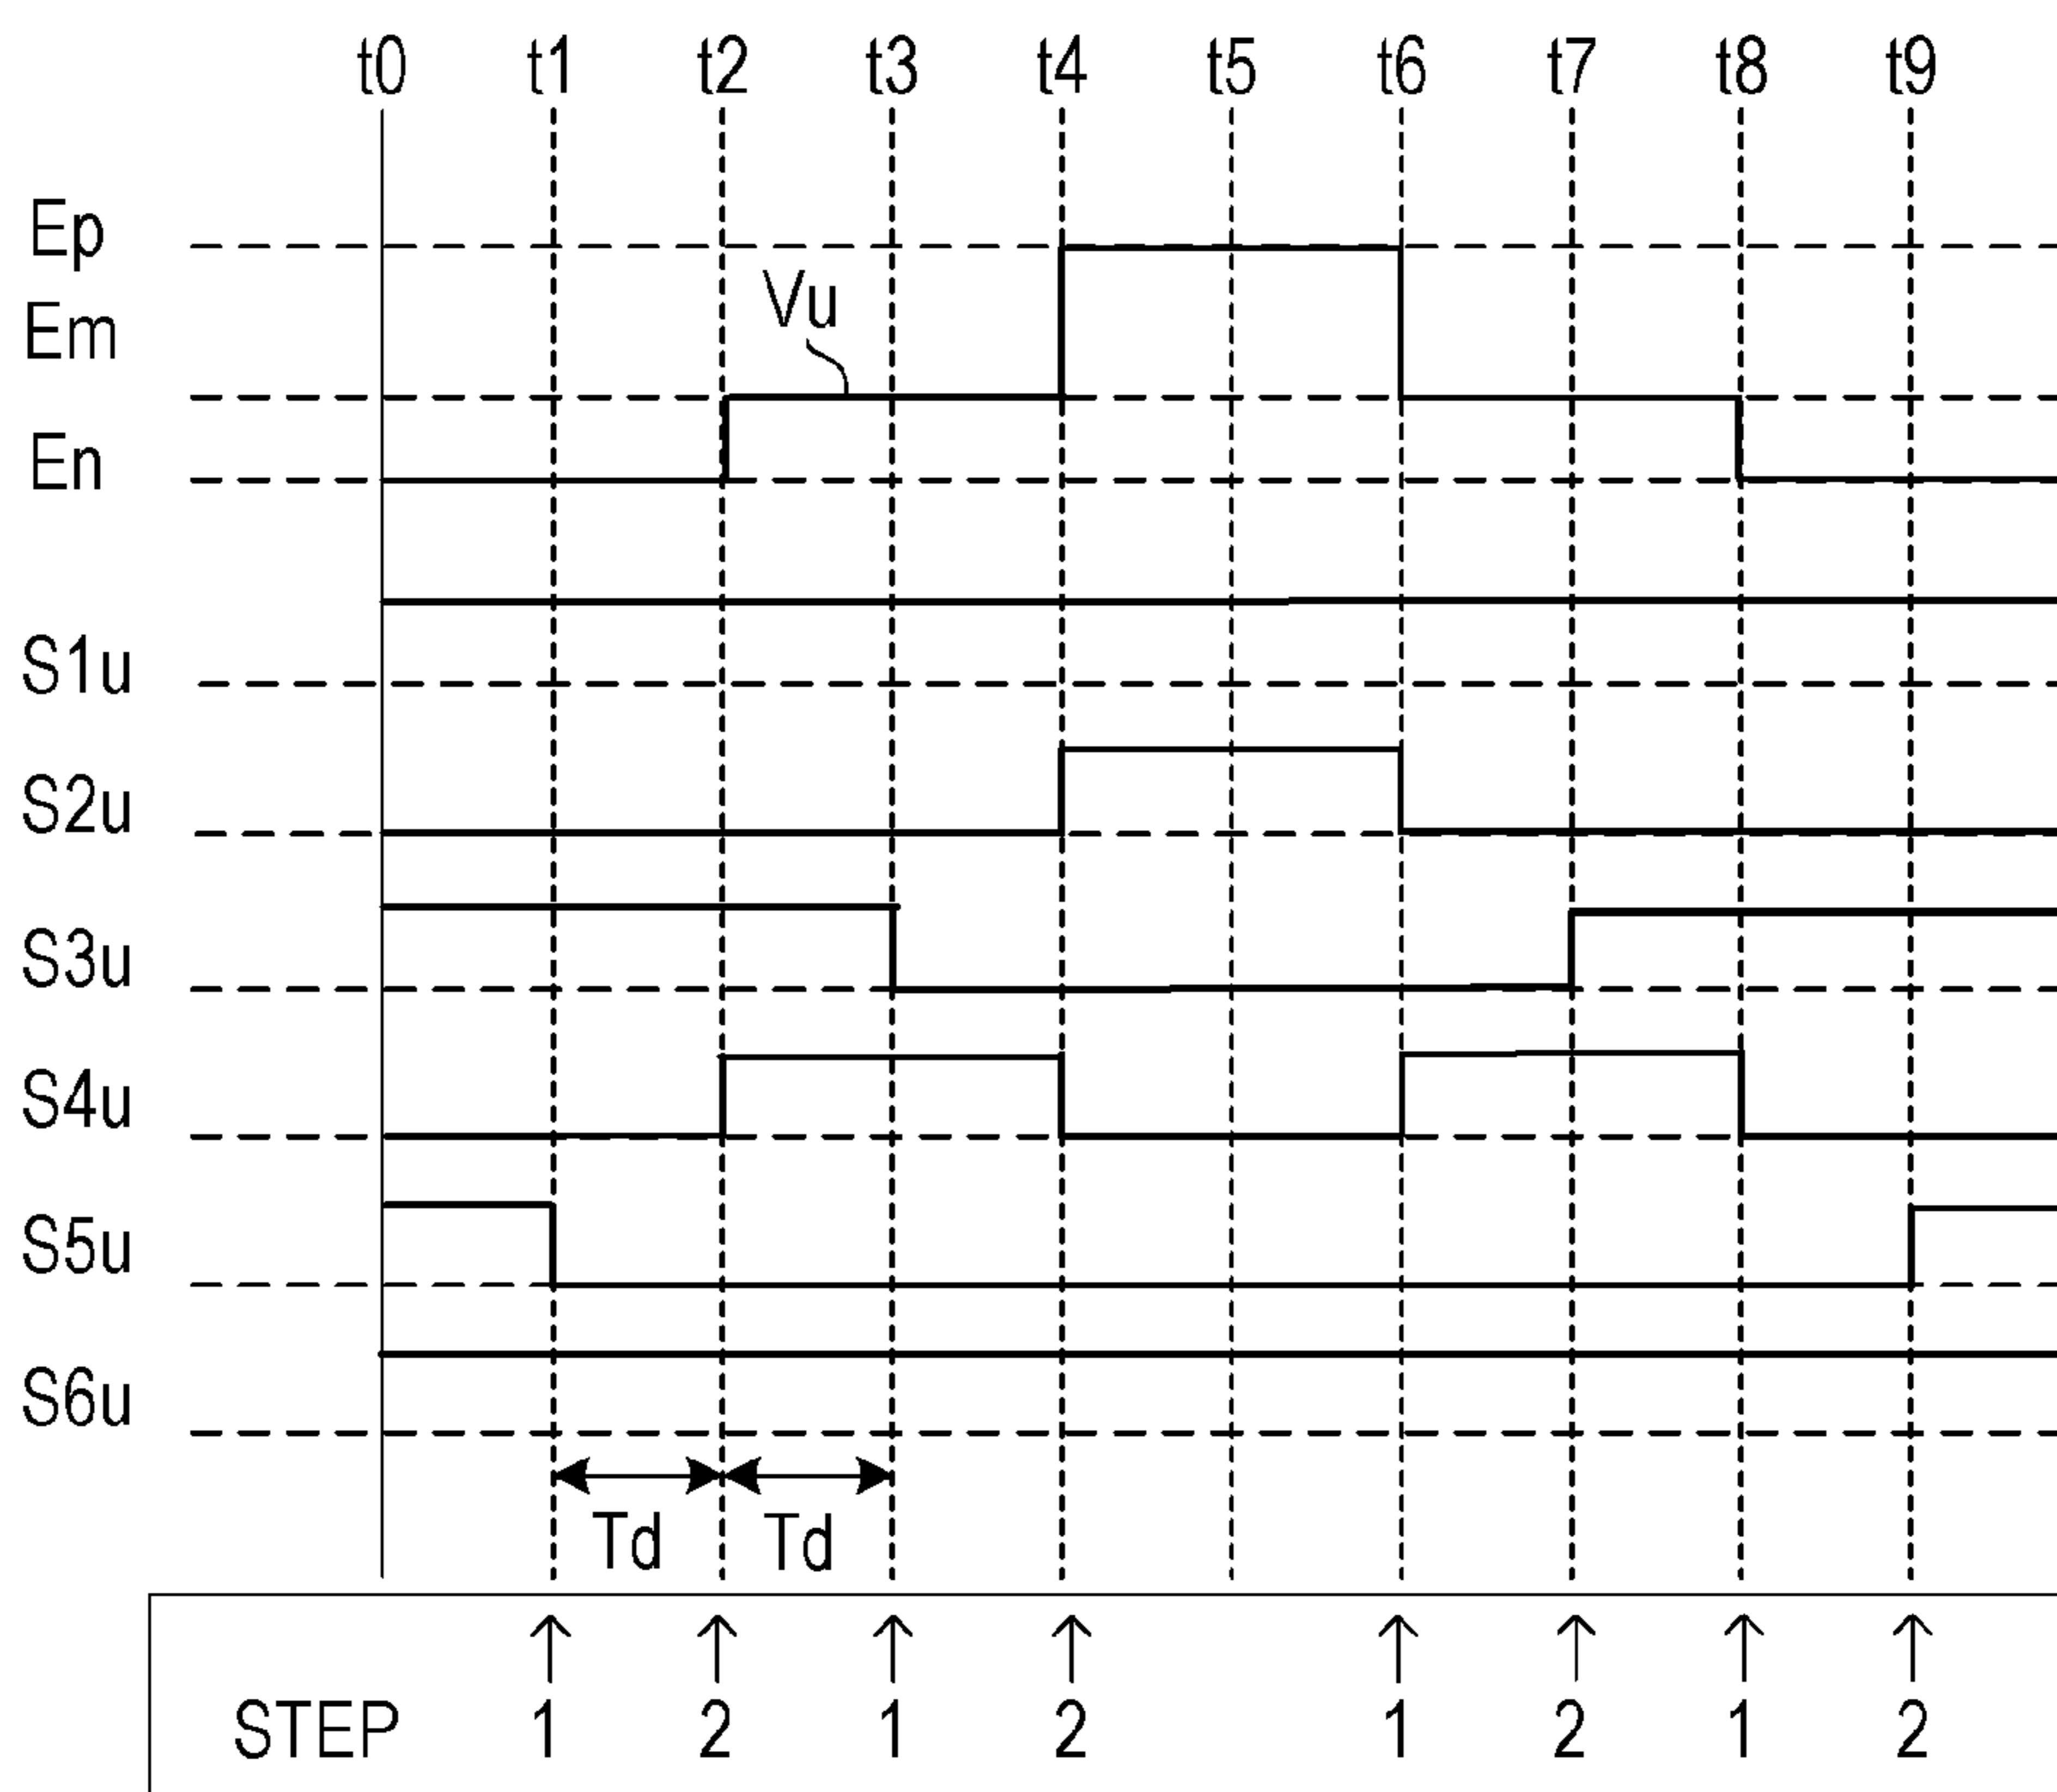 t0 t1 t2 t3 t4 t5 t6 t7 t8 t9
Ep
Vu
Em
En
S1u
S2u
S3u
S4u
S5u
S6u
Td Td
STEP 1 2 1 2 1 2 1 2